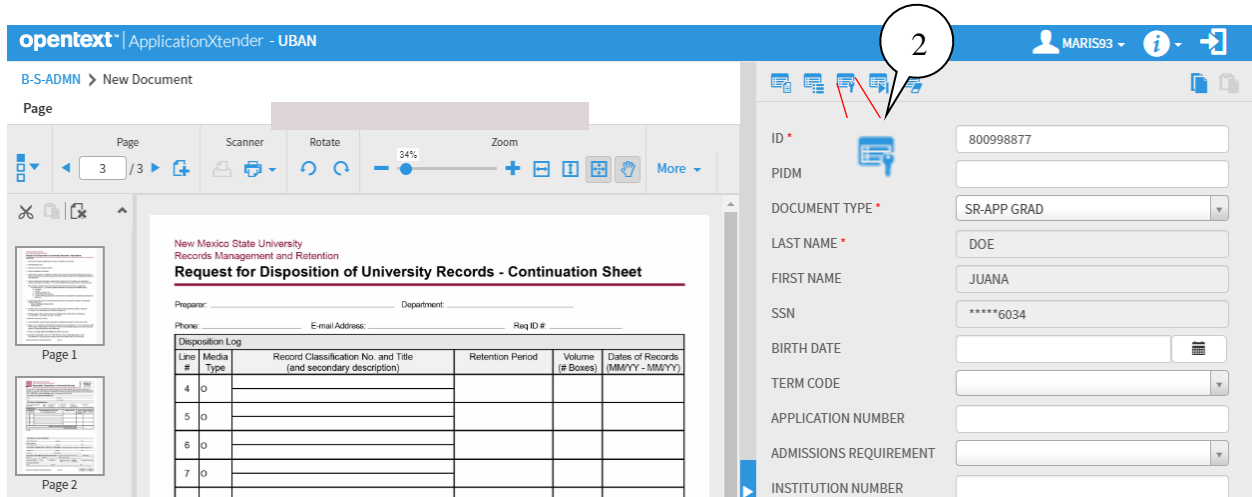 opentext™ | ApplicationXtender - UBAN
2
MARIS93
i
B-S-ADMN > New Document
Page
Page Scanner Rotate Zoom
3 / 3
34%
More
New Mexico State University
Records Management and Retention
Request for Disposition of University Records - Continuation Sheet
Preparer: Department:
Phone: E-mail Address: Req ID #:
Disposition Log
Line # Media Type Record Classification No. and Title (and secondary description) Retention Period Volume (# Boxes) Dates of Records (MM/YY - MM/YY)
4 O
5 O
6 O
7 O
Page 1
Page 2
ID * 800998877
PIDM
DOCUMENT TYPE * SR-APP GRAD
LAST NAME * DOE
FIRST NAME JUANA
SSN *****6034
BIRTH DATE
TERM CODE
APPLICATION NUMBER
ADMISSIONS REQUIREMENT
INSTITUTION NUMBER